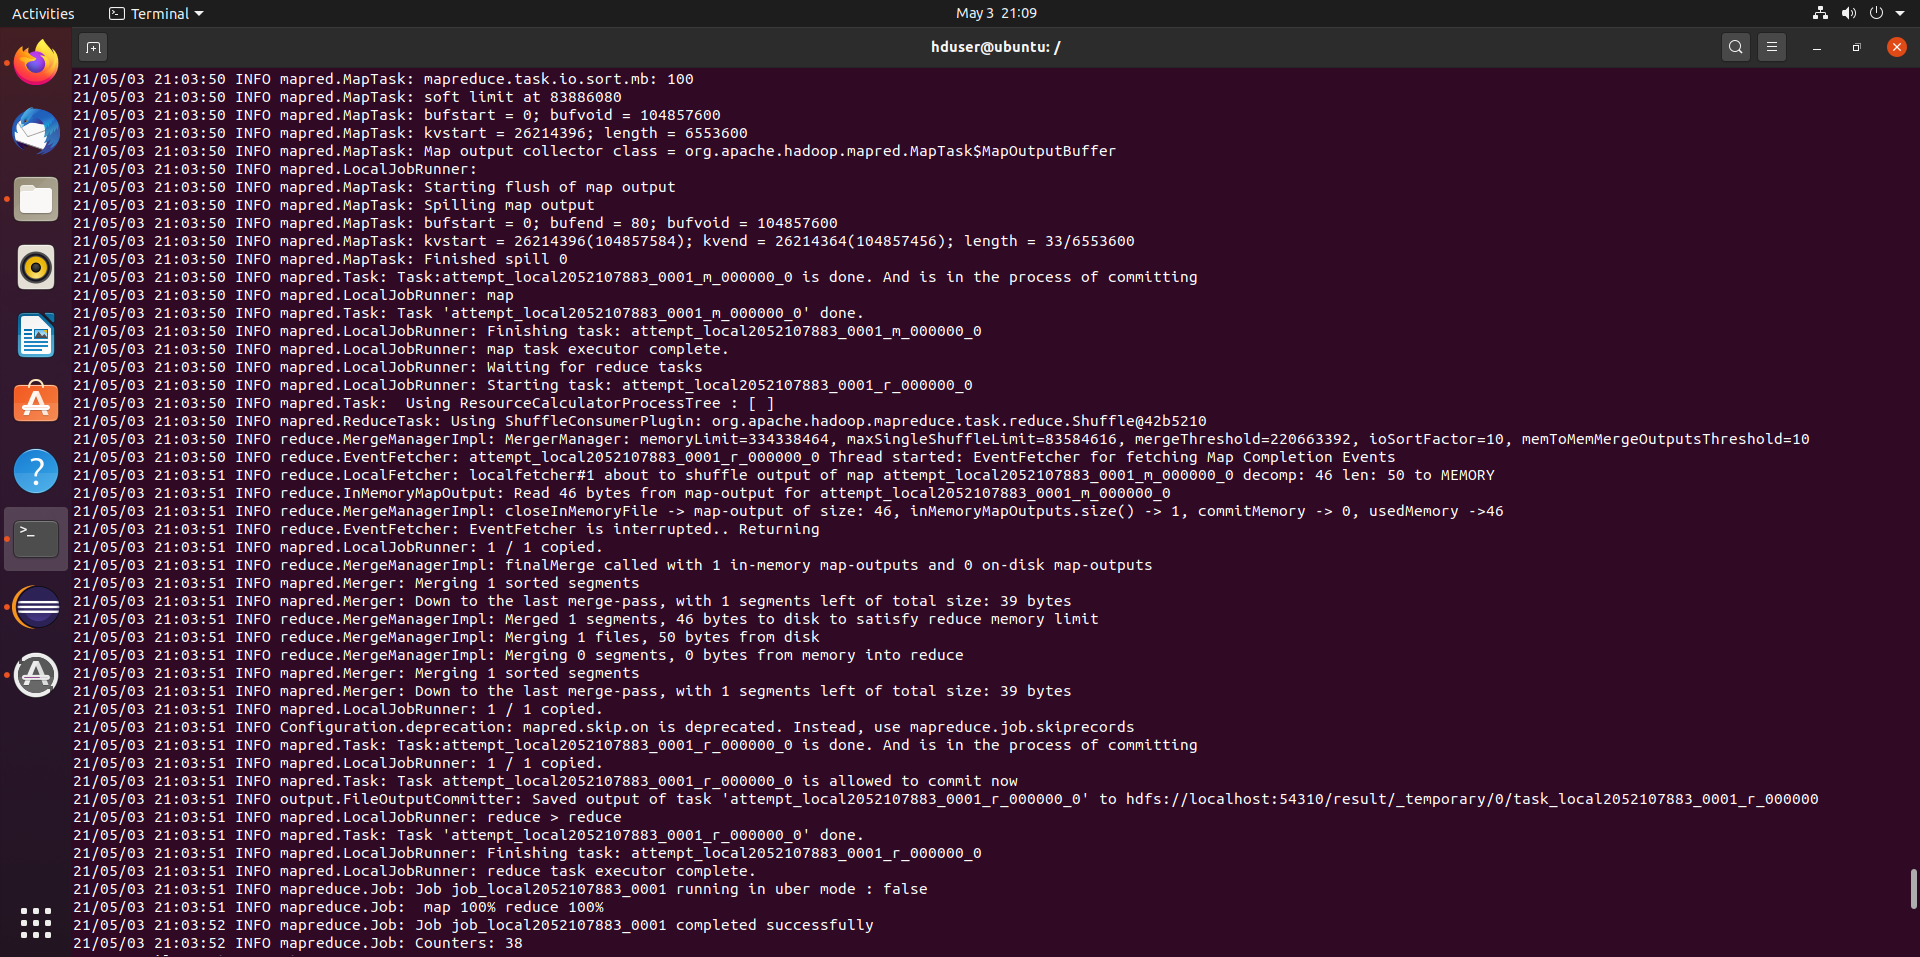 Activities
Terminal
May 3 21:09
hduser@ubuntu: /
21/05/03 21:03:50 INFO mapred.MapTask: mapreduce.task.io.sort.mb: 100
21/05/03 21:03:50 INFO mapred.MapTask: soft limit at 83886080
21/05/03 21:03:50 INFO mapred.MapTask: bufstart = 0; bufvoid = 104857600
21/05/03 21:03:50 INFO mapred.MapTask: kvstart = 26214396; length = 6553600
21/05/03 21:03:50 INFO mapred.MapTask: Map output collector class = org.apache.hadoop.mapred.MapTask$MapOutputBuffer
21/05/03 21:03:50 INFO mapred.LocalJobRunner:
21/05/03 21:03:50 INFO mapred.MapTask: Starting flush of map output
21/05/03 21:03:50 INFO mapred.MapTask: Spilling map output
21/05/03 21:03:50 INFO mapred.MapTask: bufstart = 0; bufend = 80; bufvoid = 104857600
21/05/03 21:03:50 INFO mapred.MapTask: kvstart = 26214396(104857584); kvend = 26214364(104857456); length = 33/6553600
21/05/03 21:03:50 INFO mapred.MapTask: Finished spill 0
21/05/03 21:03:50 INFO mapred.Task: Task:attempt_local2052107883_0001_m_000000_0 is done. And is in the process of committing
21/05/03 21:03:50 INFO mapred.LocalJobRunner: map
21/05/03 21:03:50 INFO mapred.Task: Task 'attempt_local2052107883_0001_m_000000_0' done.
21/05/03 21:03:50 INFO mapred.LocalJobRunner: Finishing task: attempt_local2052107883_0001_m_000000_0
21/05/03 21:03:50 INFO mapred.LocalJobRunner: map task executor complete.
21/05/03 21:03:50 INFO mapred.LocalJobRunner: Waiting for reduce tasks
21/05/03 21:03:50 INFO mapred.LocalJobRunner: Starting task: attempt_local2052107883_0001_r_000000_0
21/05/03 21:03:50 INFO mapred.Task:  Using ResourceCalculatorProcessTree : [ ]
21/05/03 21:03:50 INFO mapred.ReduceTask: Using ShuffleConsumerPlugin: org.apache.hadoop.mapreduce.task.reduce.Shuffle@42b5210
21/05/03 21:03:50 INFO reduce.MergeManagerImpl: MergerManager: memoryLimit=334338464, maxSingleShuffleLimit=83584616, mergeThreshold=220663392, ioSortFactor=10, memToMemMergeOutputsThreshold=10
21/05/03 21:03:50 INFO reduce.EventFetcher: attempt_local2052107883_0001_r_000000_0 Thread started: EventFetcher for fetching Map Completion Events
21/05/03 21:03:51 INFO reduce.LocalFetcher: localfetcher#1 about to shuffle output of map attempt_local2052107883_0001_m_000000_0 decomp: 46 len: 50 to MEMORY
21/05/03 21:03:51 INFO reduce.InMemoryMapOutput: Read 46 bytes from map-output for attempt_local2052107883_0001_m_000000_0
21/05/03 21:03:51 INFO reduce.MergeManagerImpl: closeInMemoryFile -> map-output of size: 46, inMemoryMapOutputs.size() -> 1, commitMemory -> 0, usedMemory ->46
21/05/03 21:03:51 INFO reduce.EventFetcher: EventFetcher is interrupted.. Returning
21/05/03 21:03:51 INFO mapred.LocalJobRunner: 1 / 1 copied.
21/05/03 21:03:51 INFO reduce.MergeManagerImpl: finalMerge called with 1 in-memory map-outputs and 0 on-disk map-outputs
21/05/03 21:03:51 INFO mapred.Merger: Merging 1 sorted segments
21/05/03 21:03:51 INFO mapred.Merger: Down to the last merge-pass, with 1 segments left of total size: 39 bytes
21/05/03 21:03:51 INFO reduce.MergeManagerImpl: Merged 1 segments, 46 bytes to disk to satisfy reduce memory limit
21/05/03 21:03:51 INFO reduce.MergeManagerImpl: Merging 1 files, 50 bytes from disk
21/05/03 21:03:51 INFO reduce.MergeManagerImpl: Merging 0 segments, 0 bytes from memory into reduce
21/05/03 21:03:51 INFO mapred.Merger: Merging 1 sorted segments
21/05/03 21:03:51 INFO mapred.Merger: Down to the last merge-pass, with 1 segments left of total size: 39 bytes
21/05/03 21:03:51 INFO mapred.LocalJobRunner: 1 / 1 copied.
21/05/03 21:03:51 INFO Configuration.deprecation: mapred.skip.on is deprecated. Instead, use mapreduce.job.skiprecords
21/05/03 21:03:51 INFO mapred.Task: Task:attempt_local2052107883_0001_r_000000_0 is done. And is in the process of committing
21/05/03 21:03:51 INFO mapred.LocalJobRunner: 1 / 1 copied.
21/05/03 21:03:51 INFO mapred.Task: Task attempt_local2052107883_0001_r_000000_0 is allowed to commit now
21/05/03 21:03:51 INFO output.FileOutputCommitter: Saved output of task 'attempt_local2052107883_0001_r_000000_0' to hdfs://localhost:54310/result/_temporary/0/task_local2052107883_0001_r_000000
21/05/03 21:03:51 INFO mapred.LocalJobRunner: reduce > reduce
21/05/03 21:03:51 INFO mapred.Task: Task 'attempt_local2052107883_0001_r_000000_0' done.
21/05/03 21:03:51 INFO mapred.LocalJobRunner: Finishing task: attempt_local2052107883_0001_r_000000_0
21/05/03 21:03:51 INFO mapred.LocalJobRunner: reduce task executor complete.
21/05/03 21:03:51 INFO mapreduce.Job: Job job_local2052107883_0001 running in uber mode : false
21/05/03 21:03:51 INFO mapreduce.Job:  map 100% reduce 100%
21/05/03 21:03:52 INFO mapreduce.Job: Job job_local2052107883_0001 completed successfully
21/05/03 21:03:52 INFO mapreduce.Job: Counters: 38